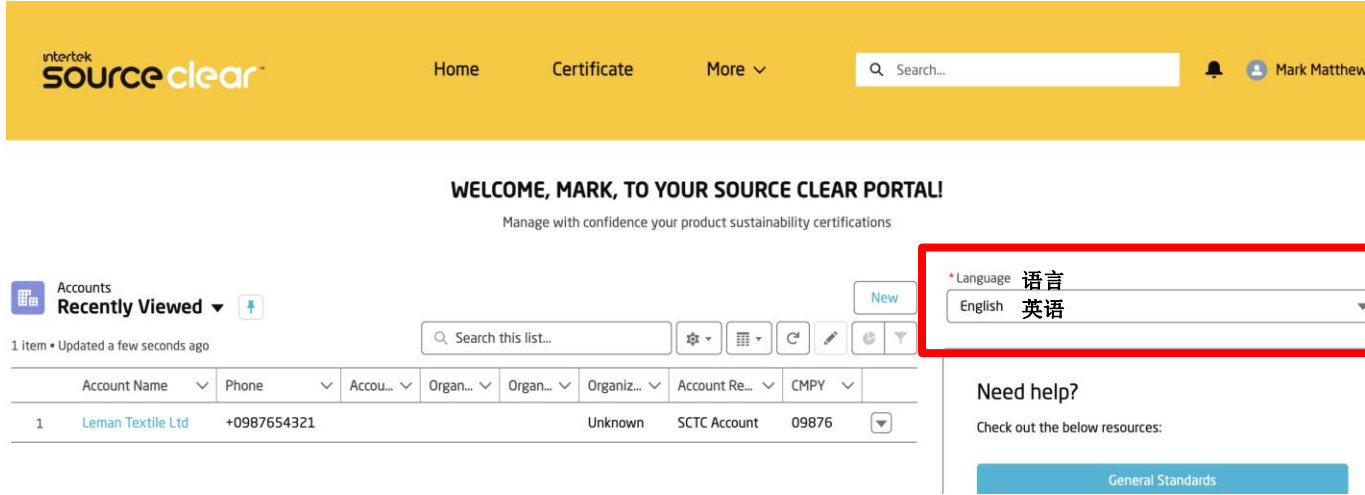 intertek
source clear
Home Certificate More Search... Mark Matthew
WELCOME, MARK, TO YOUR SOURCE CLEAR PORTAL!
Manage with confidence your product sustainability certifications
Accounts
Recently Viewed
New
1 item • Updated a few seconds ago
Search this list...
Account Name Phone Accou... Organ... Organ... Organiz... Account Re... CMPY
1 Leman Textile Ltd +0987654321 Unknown SCTC Account 09876
*Language 语言
English 英语
Need help?
Check out the below resources:
General Standards